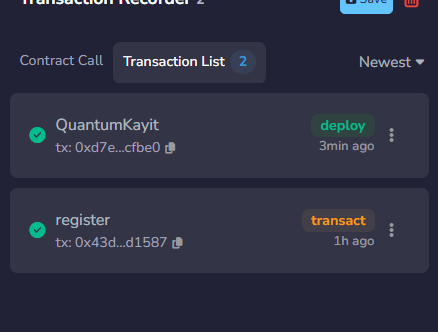 Transaction Recorder 2
Save
Contract Call
Transaction List 2
Newest
QuantumKayit
deploy
tx: 0xd7e...cfbe0
3min ago
register
transact
tx: 0x43d...d1587
1h ago